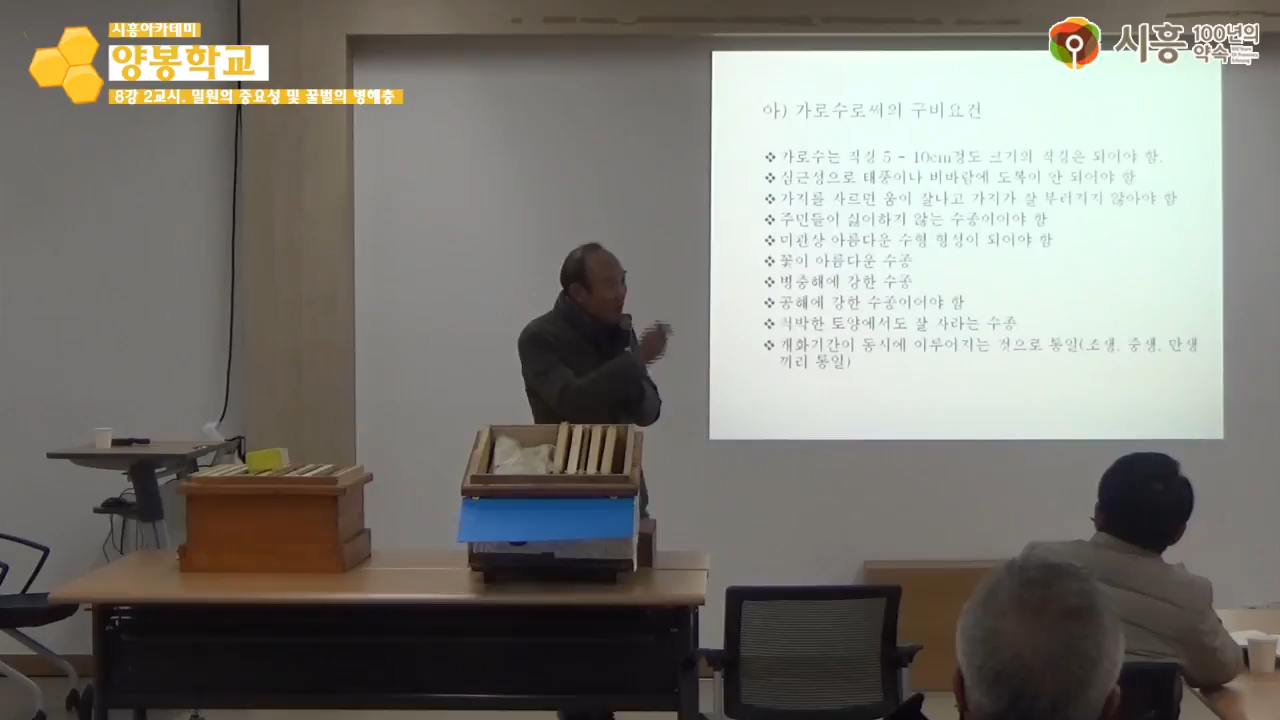 시흥아카데미
양봉학교
8강 2교시. 밀원의 중요성 및 꿀벌의 병해충
시흥 100년의 약속
아) 가로수로써의 구비요건
❖ 가로수는 직경 5 - 10cm정도 크기의 직경은 되어야 함.
❖ 심근성으로 태풍이나 비바람에 도복이 안 되어야 함
❖ 가지를 자르면 움이 잘나고 가지가 잘 부러지지 않아야 함
❖ 주민들이 싫어하지 않는 수종이어야 함
❖ 미관상 아름다운 수형 형성이 되어야 함
❖ 꽃이 아름다운 수종
❖ 병충해에 강한 수종
❖ 공해에 강한 수종이어야 함
❖ 척박한 토양에서도 잘 자라는 수종
❖ 개화기간이 동시에 이루어지는 것으로 통일(조생, 중생, 만생
끼리 통일)